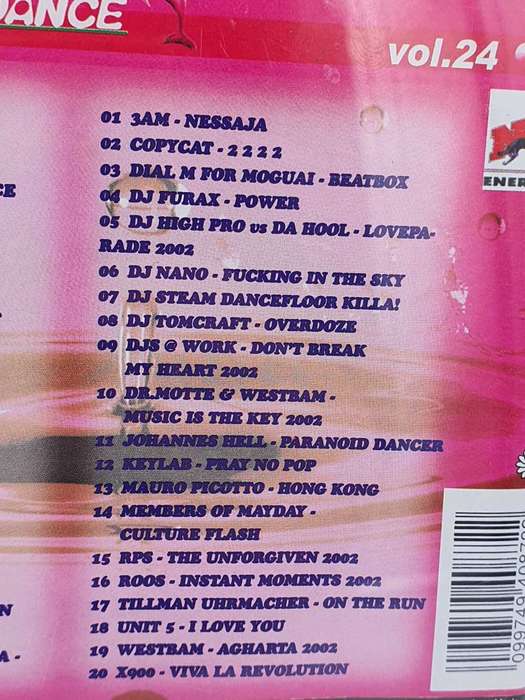 DANCE
vol.24
01 3AM - NESSAJA
02 COPYCAT - 2 2 2 2
03 DIAL M FOR MOGUAI - BEATBOX
04 DJ FURAX - POWER
05 DJ HIGH PRO vs DA HOOL - LOVEPA-
RADE 2002
06 DJ NANO - FUCKING IN THE SKY
07 DJ STEAM DANCEFLOOR KILLA!
08 DJ TOMCRAFT - OVERDOZE
09 DJS @ WORK - DON'T BREAK
MY HEART 2002
10 DR.MOTTE & WESTBAM -
MUSIC IS THE KEY 2002
11 JOHANNES HELL - PARANOID DANCER
12 KEYLAB - PRAY NO POP
13 MAURO PICOTTO - HONG KONG
14 MEMBERS OF MAYDAY -
CULTURE FLASH
15 RPS - THE UNFORGIVEN 2002
16 ROOS - INSTANT MOMENTS 2002
17 TILLMAN UHRMACHER - ON THE RUN
18 UNIT 5 - I LOVE YOU
19 WESTBAM - AGHARTA 2002
20 X900 - VIVA LA REVOLUTION
ENER